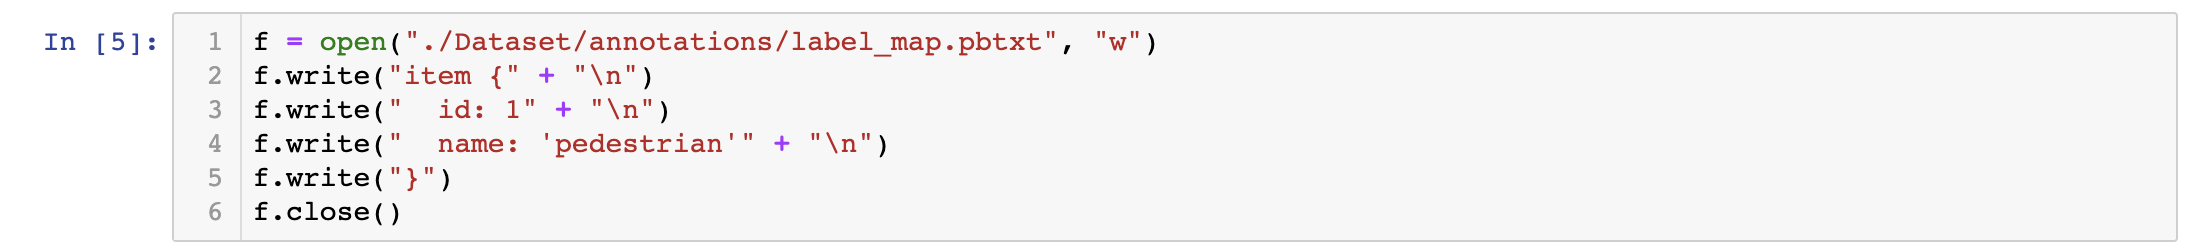 In [5]:
1 f = open("./Dataset/annotations/label_map.pbtxt", "w")
2 f.write("item {" + "\n")
3 f.write("  id: 1" + "\n")
4 f.write("  name: 'pedestrian'" + "\n")
5 f.write("}")
6 f.close()